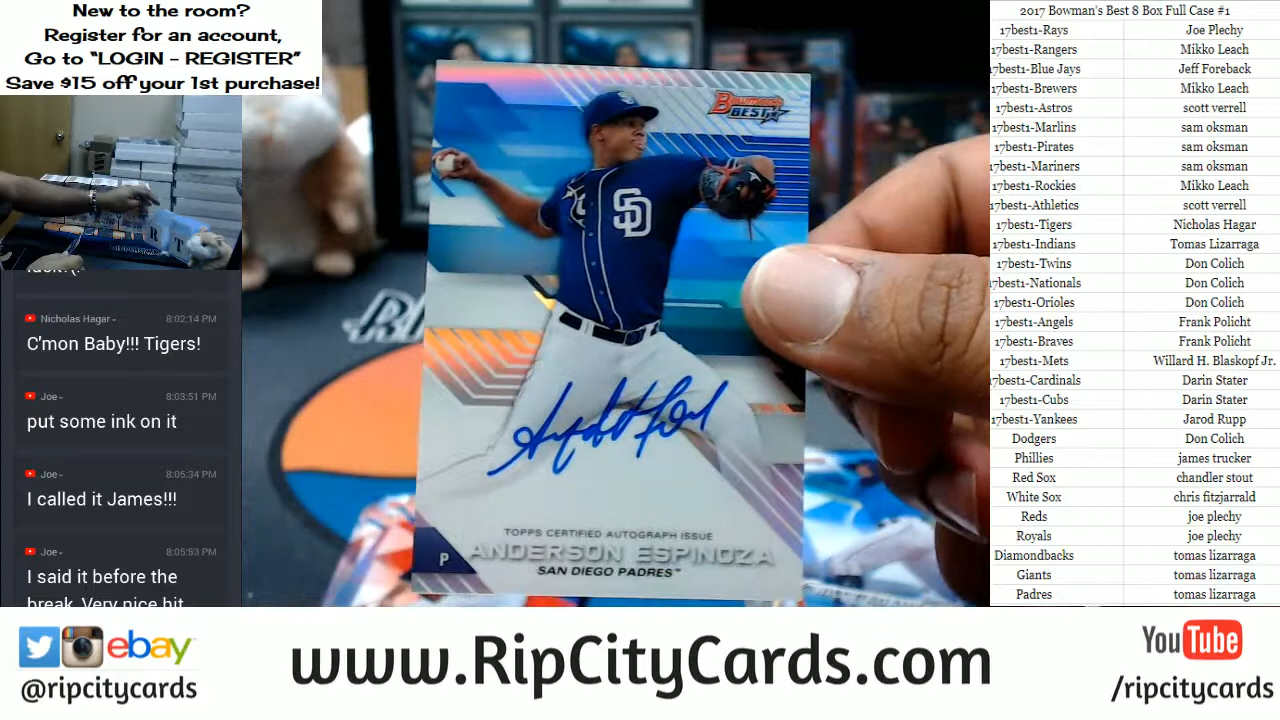 New to the room?
Register for an account,
Go to “LOGIN - REGISTER”
Save $15 off your 1st purchase!
Nicholas Hagar- 8:02:14 PM
C'mon Baby!!! Tigers!
Joe- 8:03:51 PM
put some ink on it
Joe- 8:05:34 PM
I called it James!!!
Joe- 8:05:53 PM
I said it before the
break. Very nice hit
BOWMAN'S
BEST
SD
TOPPS CERTIFIED AUTOGRAPH ISSUE
P ANDERSON ESPINOZA
SAN DIEGO PADRES™
2017 Bowman's Best 8 Box Full Case #1
17best1-Rays Joe Plechy
17best1-Rangers Mikko Leach
17best1-Blue Jays Jeff Foreback
17best1-Brewers Mikko Leach
17best1-Astros scott verrell
17best1-Marlins sam oksman
17best1-Pirates sam oksman
17best1-Mariners sam oksman
17best1-Rockies Mikko Leach
17best1-Athletics scott verrell
17best1-Tigers Nicholas Hagar
17best1-Indians Tomas Lizarraga
17best1-Twins Don Colich
17best1-Nationals Don Colich
17best1-Orioles Don Colich
17best1-Angels Frank Policht
17best1-Braves Frank Policht
17best1-Mets Willard H. Blaskopf Jr.
17best1-Cardinals Darin Stater
17best1-Cubs Darin Stater
17best1-Yankees Jarod Rupp
Dodgers Don Colich
Phillies james trucker
Red Sox chandler stout
White Sox chris fitzjarrald
Reds joe plechy
Royals joe plechy
Diamondbacks tomas lizarraga
Giants tomas lizarraga
Padres tomas lizarraga
ebay
@ripcitycards
www.RipCityCards.com
YouTube
/ripcitycards